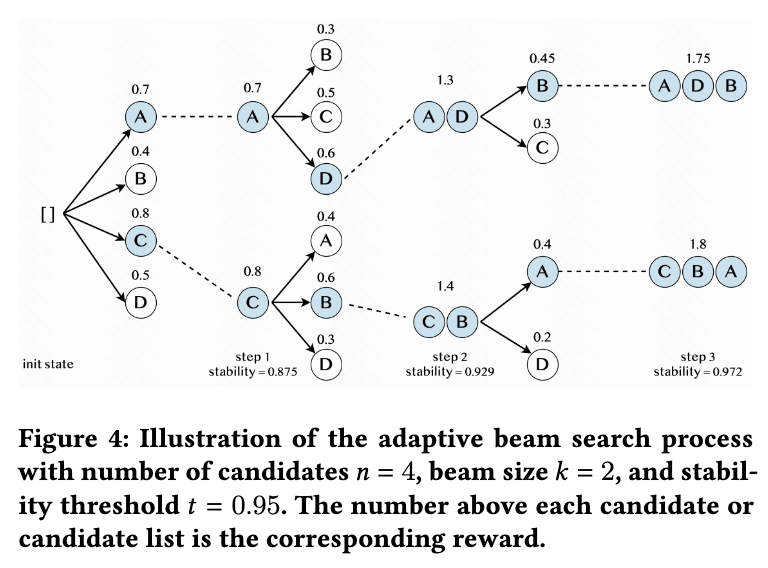 0.3
B
0.7
A
0.7
A
0.5
C
0.6
D
1.3
A D
0.45
B
0.3
C
1.75
A D B
0.4
B
[]
0.8
C
0.5
D
0.8
C
0.4
A
0.6
B
0.3
D
1.4
C B
0.4
A
0.2
D
1.8
C B A
init state
step 1
stability = 0.875
step 2
stability = 0.929
step 3
stability = 0.972
Figure 4: Illustration of the adaptive beam search process
with number of candidates n = 4, beam size k = 2, and stabil-
ity threshold t = 0.95. The number above each candidate or
candidate list is the corresponding reward.